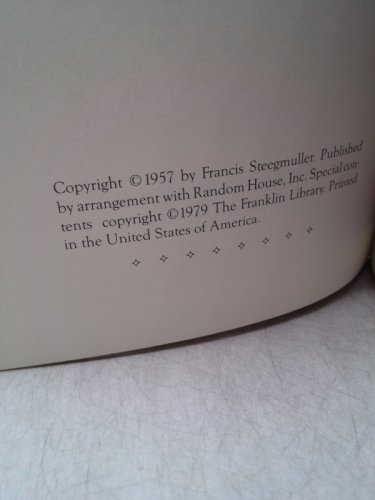 Copyright ©1957 by Francis Steegmuller. Published
by arrangement with Random House, Inc. Special con-
tents copyright ©1979 The Franklin Library. Printed
in the United States of America.